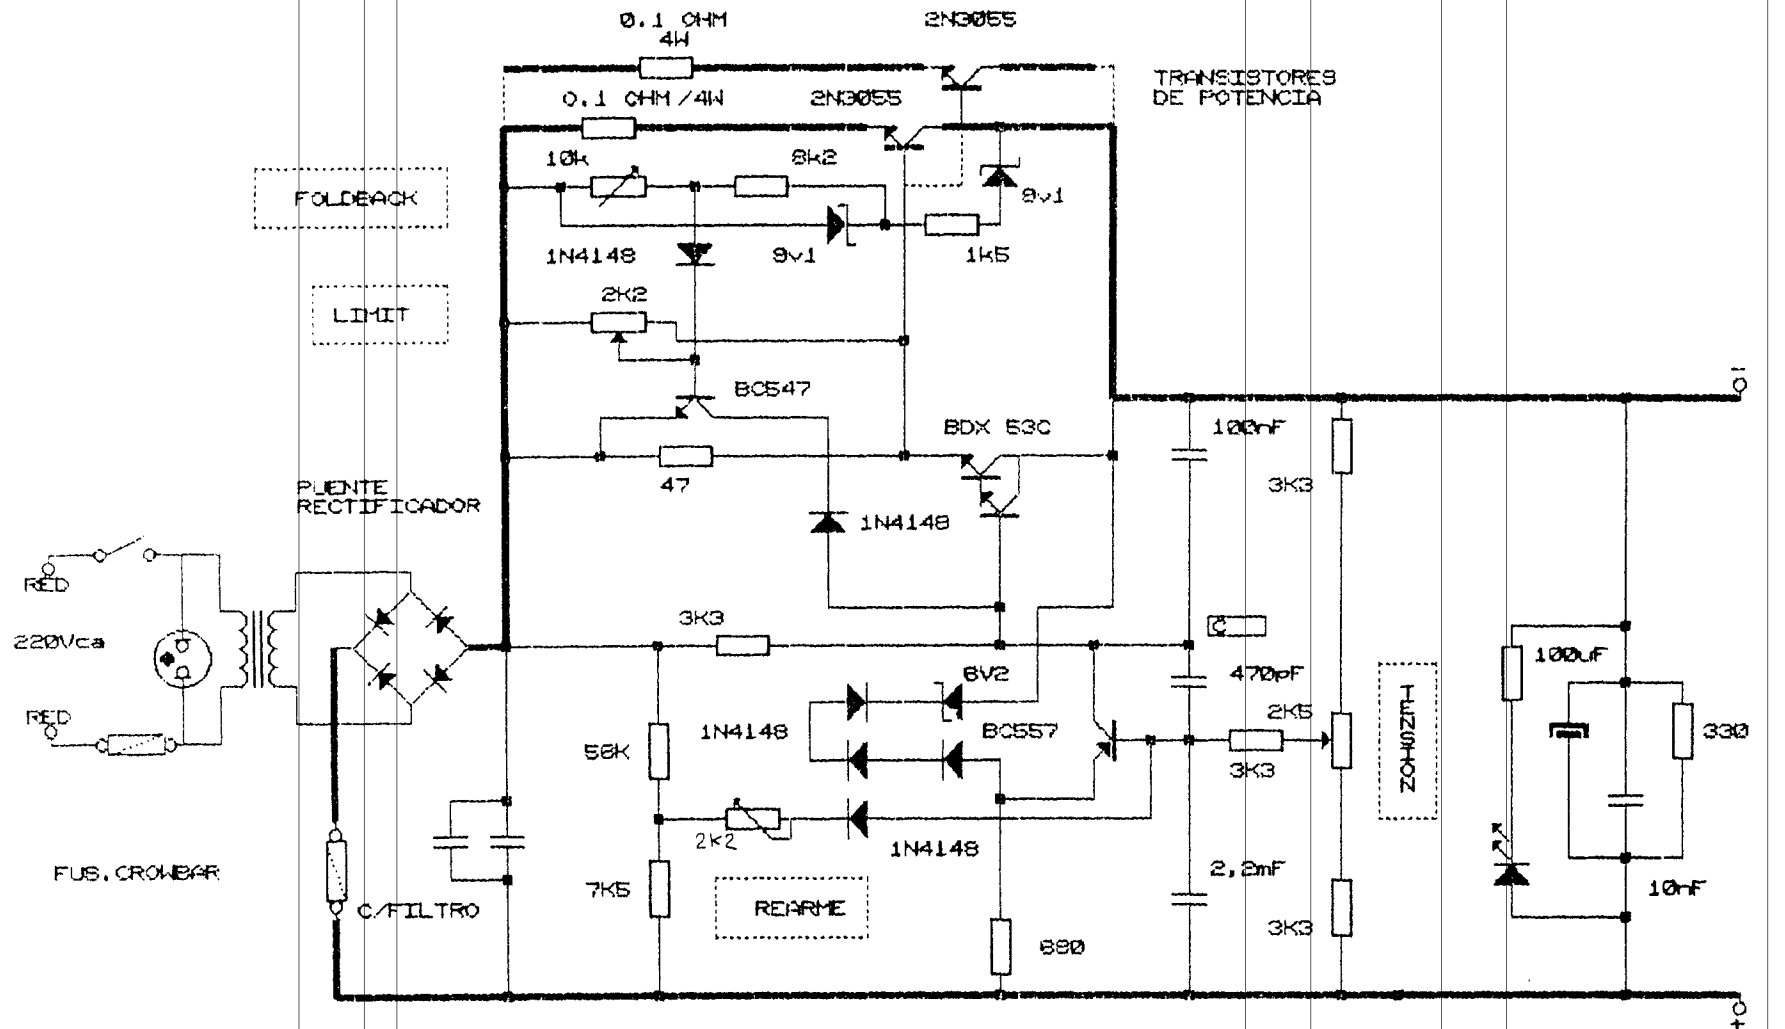 0.1 OHM
4W
2N3055
TRANSISTORES
DE POTENCIA
0.1 OHM/4W
2N3055
10k
8k2
FOLDBACK
9v1
1N4148
9v1
1k5
LIMIT
2K2
BC547
BDX 53C
100nF
47
3K3
PUENTE
RECTIFICADOR
1N4148
RED
220Vca
3K3
C
6V2
470pF
100uF
RED
1N4148
BC557
2K5
TENSION
330
56K
3K3
2K2
1N4148
2,2mF
FUS.CROWBAR
7K5
10nF
C/FILTRO
REARME
3K3
680
-
+